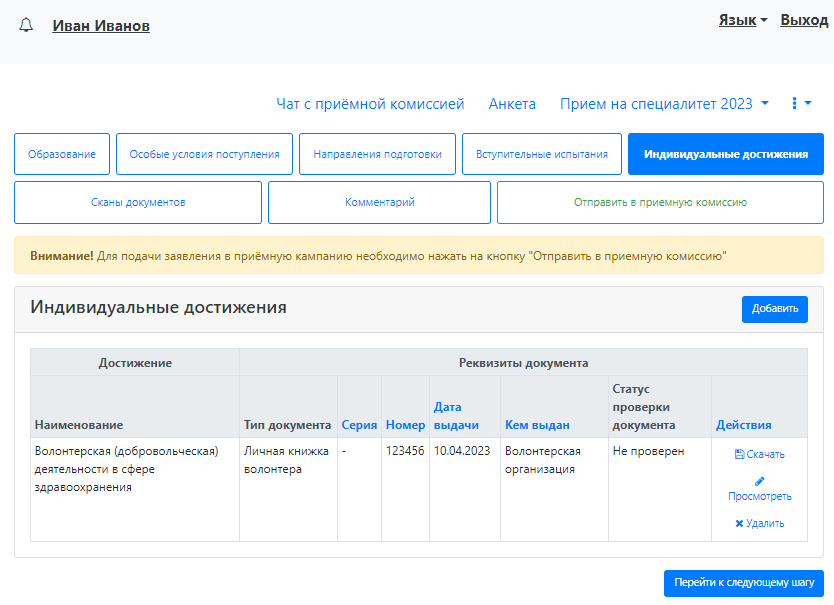 Иван Иванов
Язык
Выход
Чат с приёмной комиссией
Анкета
Прием на специалитет 2023
Образование
Особые условия поступления
Направления подготовки
Вступительные испытания
Индивидуальные достижения
Сканы документов
Комментарий
Отправить в приемную комиссию
Внимание! Для подачи заявления в приёмную кампанию необходимо нажать на кнопку "Отправить в приемную комиссию"
Индивидуальные достижения
Добавить
Достижение
Реквизиты документа
Наименование
Тип документа
Серия
Номер
Дата
выдачи
Кем выдан
Статус
проверки
документа
Действия
Волонтерская (добровольческая)
деятельности в сфере
здравоохранения
Личная книжка
волонтера
-
123456
10.04.2023
Волонтерская
организация
Не проверен
Скачать
Просмотреть
Удалить
Перейти к следующему шагу